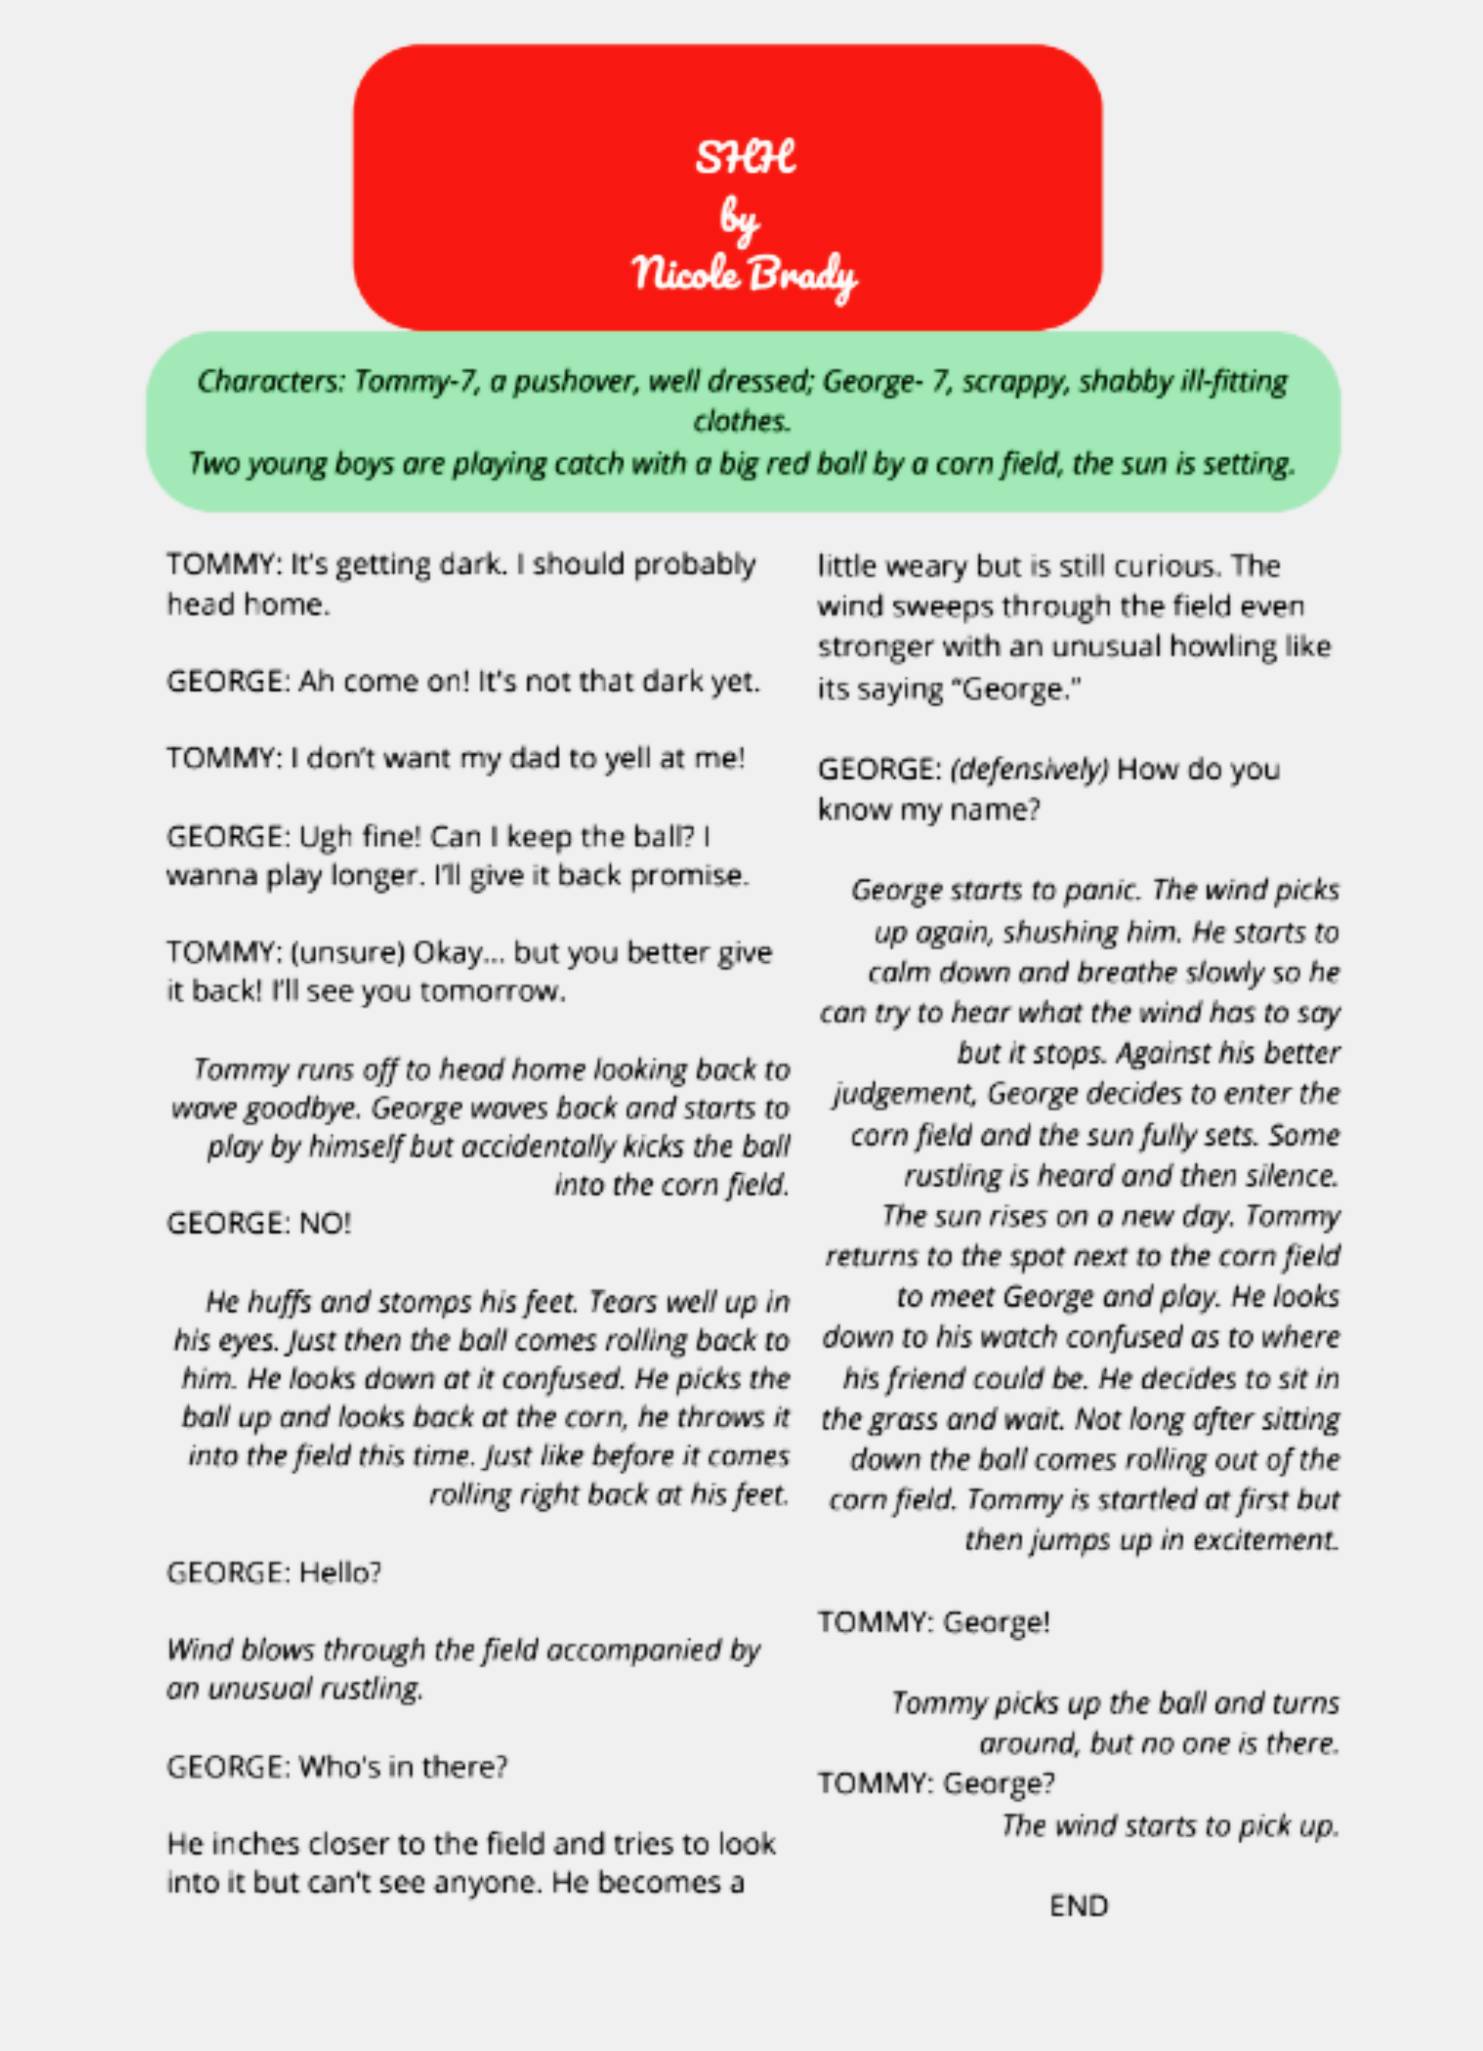 SHH
by
Nicole Brady
Characters: Tommy-7, a pushover, well dressed; George- 7, scrappy, shabby ill-fitting
clothes.
Two young boys are playing catch with a big red ball by a corn field, the sun is setting.
TOMMY: It's getting dark. I should probably
head home.
GEORGE: Ah come on! It's not that dark yet.
TOMMY: I don't want my dad to yell at me!
GEORGE: Ugh fine! Can I keep the ball? I
wanna play longer. I'll give it back promise.
TOMMY: (unsure) Okay... but you better give
it back! I'll see you tomorrow.
Tommy runs off to head home looking back to
wave goodbye. George waves back and starts to
play by himself but accidentally kicks the ball
into the corn field.
GEORGE: NO!
He huffs and stomps his feet. Tears well up in
his eyes. Just then the ball comes rolling back to
him. He looks down at it confused. He picks the
ball up and looks back at the corn, he throws it
into the field this time. Just like before it comes
rolling right back at his feet.
GEORGE: Hello?
Wind blows through the field accompanied by
an unusual rustling.
GEORGE: Who's in there?
He inches closer to the field and tries to look
into it but can't see anyone. He becomes a
little weary but is still curious. The
wind sweeps through the field even
stronger with an unusual howling like
its saying “George."
GEORGE: (defensively) How do you
know my name?
George starts to panic. The wind picks
up again, shushing him. He starts to
calm down and breathe slowly so he
can try to hear what the wind has to say
but it stops. Against his better
judgement, George decides to enter the
corn field and the sun fully sets. Some
rustling is heard and then silence.
The sun rises on a new day. Tommy
returns to the spot next to the corn field
to meet George and play. He looks
down to his watch confused as to where
his friend could be. He decides to sit in
the grass and wait. Not long after sitting
down the ball comes rolling out of the
corn field. Tommy is startled at first but
then jumps up in excitement.
TOMMY: George!
Tommy picks up the ball and turns
around, but no one is there.
TOMMY: George?
The wind starts to pick up.
END